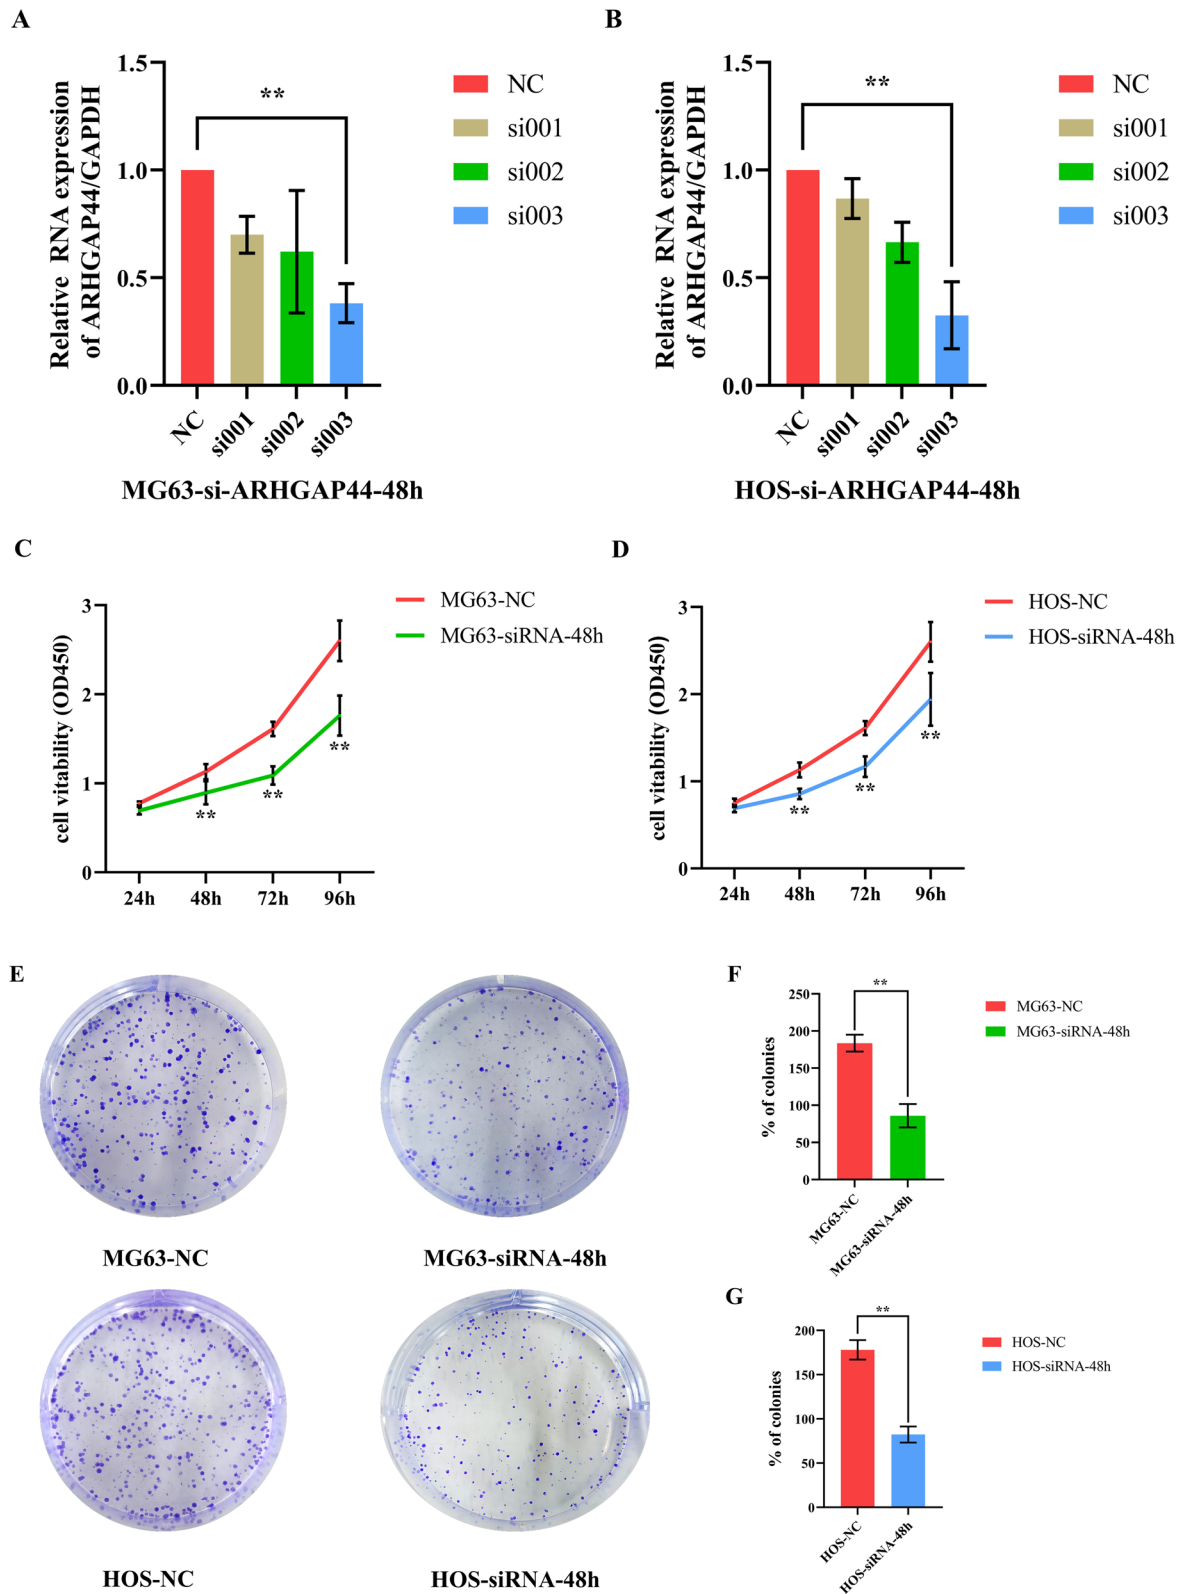 A
Relative RNA expression
of ARHGAP44/GAPDH
1.5
1.0
0.5
0.0
**
NC
si001
si002
si003
NC
si001
si002
si003
MG63-si-ARHGAP44-48h
B
Relative RNA expression
of ARHGAP44/GAPDH
1.5
1.0
0.5
0.0
**
NC
si001
si002
si003
NC
si001
si002
si003
HOS-si-ARHGAP44-48h
C
cell vitability (OD450)
3
2
1
0
**
**
**
24h
48h
72h
96h
MG63-NC
MG63-siRNA-48h
D
cell vitability (OD450)
3
2
1
0
**
**
**
24h
48h
72h
96h
HOS-NC
HOS-siRNA-48h
E
MG63-NC
MG63-siRNA-48h
HOS-NC
HOS-siRNA-48h
F
% of colonies
250
200
150
100
50
0
**
MG63-NC
MG63-siRNA-48h
MG63-NC
MG63-siRNA-48h
G
% of colonies
200
150
100
50
0
**
HOS-NC
HOS-siRNA-48h
HOS-NC
HOS-siRNA-48h